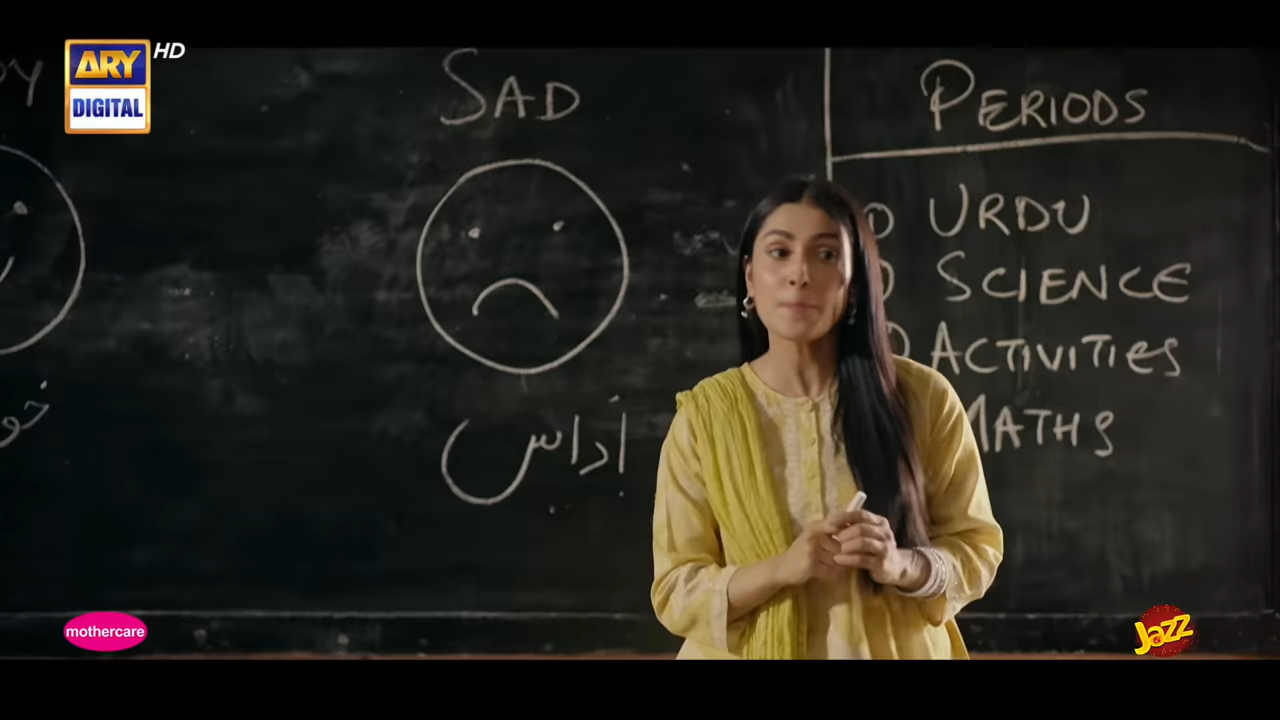 ARY HD
DIGITAL
SAD
اداس
PERIODS
URDU
SCIENCE
ACTIVITIES
MATHS
mothercare
Jazz